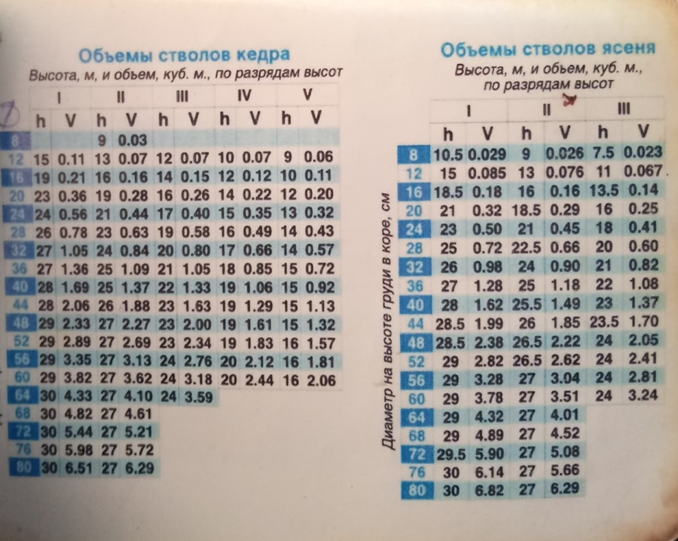 Объемы стволов кедра
Высота, м, и объем, куб. м., по разрядам высот
I II III IV V
h V h V h V h V h V
8 9 0.03
12 15 0.11 13 0.07 12 0.07 10 0.07 9 0.06
16 19 0.21 16 0.16 14 0.15 12 0.12 10 0.11
20 23 0.36 19 0.28 16 0.26 14 0.22 12 0.20
24 24 0.56 21 0.44 17 0.40 15 0.35 13 0.32
28 26 0.78 23 0.63 19 0.58 16 0.49 14 0.43
32 27 1.05 24 0.84 20 0.80 17 0.66 14 0.57
36 27 1.36 25 1.09 21 1.05 18 0.85 15 0.72
40 28 1.69 25 1.37 22 1.33 19 1.06 15 0.92
44 28 2.06 26 1.88 23 1.63 19 1.29 15 1.13
48 29 2.33 27 2.27 23 2.00 19 1.61 15 1.32
52 29 2.89 27 2.69 23 2.34 19 1.83 16 1.57
56 29 3.35 27 3.13 24 2.76 20 2.12 16 1.81
60 29 3.82 27 3.62 24 3.18 20 2.44 16 2.06
64 30 4.33 27 4.10 24 3.59
68 30 4.82 27 4.61
72 30 5.44 27 5.21
76 30 5.98 27 5.72
80 30 6.51 27 6.29
Объемы стволов ясеня
Высота, м, и объем, куб. м.,
по разрядам высот
Диаметр на высоте груди в коре, см
I II III
h V h V h V
8 10.5 0.029 9 0.026 7.5 0.023
12 15 0.085 13 0.076 11 0.067
16 18.5 0.18 16 0.16 13.5 0.14
20 21 0.32 18.5 0.29 16 0.25
24 23 0.50 21 0.45 18 0.41
28 25 0.72 22.5 0.66 20 0.60
32 26 0.98 24 0.90 21 0.82
36 27 1.28 25 1.18 22 1.08
40 28 1.62 25.5 1.49 23 1.37
44 28.5 1.99 26 1.85 23.5 1.70
48 28.5 2.38 26.5 2.22 24 2.05
52 29 2.82 26.5 2.62 24 2.41
56 29 3.28 27 3.04 24 2.81
60 29 3.78 27 3.51 24 3.24
64 29 4.32 27 4.01
68 29 4.89 27 4.52
72 29.5 5.90 27 5.08
76 30 6.14 27 5.66
80 30 6.82 27 6.29